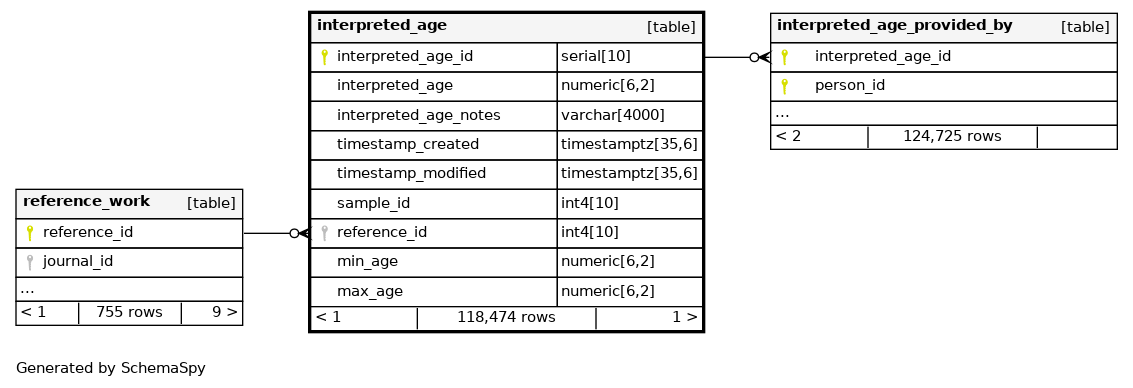 interpreted_age [table]
interpreted_age_id serial[10]
interpreted_age numeric[6,2]
interpreted_age_notes varchar[4000]
timestamp_created timestamptz[35,6]
timestamp_modified timestamptz[35,6]
sample_id int4[10]
reference_id int4[10]
min_age numeric[6,2]
max_age numeric[6,2]
< 1 118,474 rows 1 >
interpreted_age_provided_by [table]
interpreted_age_id
person_id
...
< 2 124,725 rows
reference_work [table]
reference_id
journal_id
...
< 1 755 rows 9 >
Generated by SchemaSpy